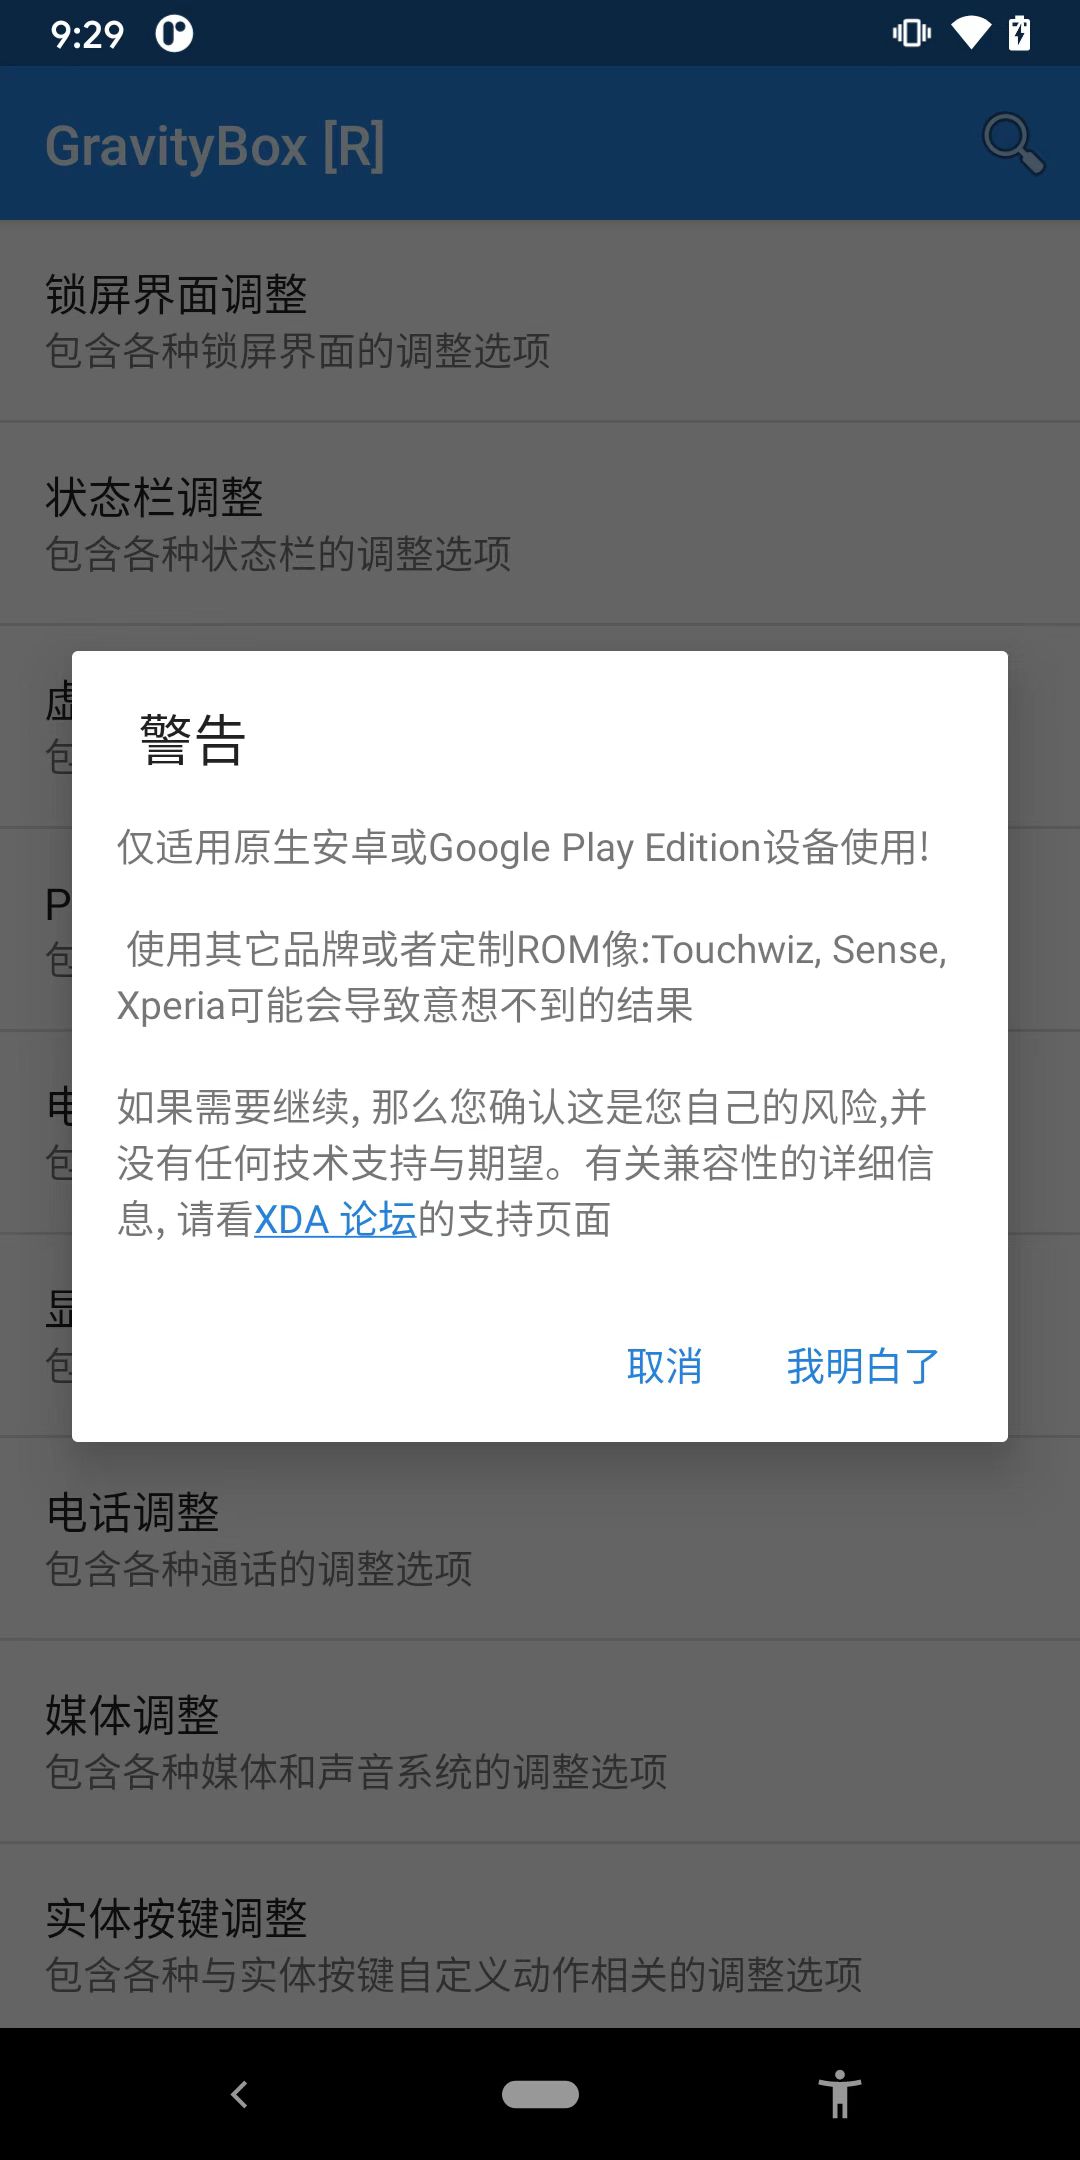 9:29
GravityBox [R]
锁屏界面调整
包含各种锁屏界面的调整选项
状态栏调整
包含各种状态栏的调整选项
虚
包
警告
仅适用原生安卓或Google Play Edition设备使用!
P
包
使用其它品牌或者定制ROM像:Touchwiz, Sense,
Xperia可能会导致意想不到的结果
电
包
如果需要继续, 那么您确认这是您自己的风险,并
没有任何技术支持与期望。有关兼容性的详细信
息, 请看XDA 论坛的支持页面
显
包
取消 我明白了
电话调整
包含各种通话的调整选项
媒体调整
包含各种媒体和声音系统的调整选项
实体按键调整
包含各种与实体按键自定义动作相关的调整选项